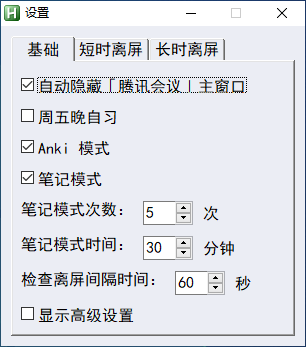 设置
基础 短时离屏 长时离屏
自动隐藏「腾讯会议」主窗口
周五晚自习
Anki 模式
笔记模式
笔记模式次数： 5 次
笔记模式时间： 30 分钟
检查离屏间隔时间： 60 秒
显示高级设置